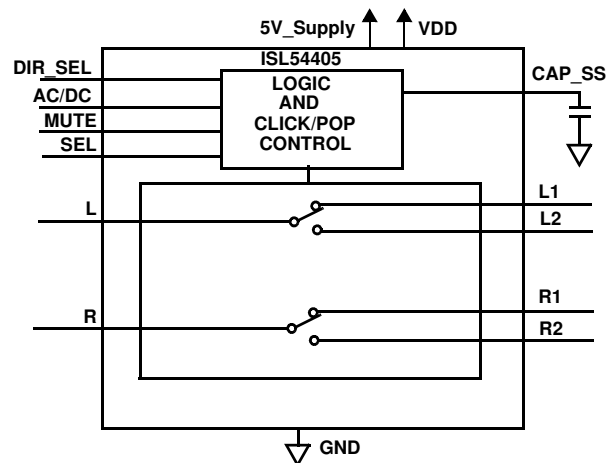 5V_Supply
VDD
ISL54405
DIR_SEL
AC/DC
MUTE
SEL
LOGIC
AND
CLICK/POP
CONTROL
CAP_SS
L
L1
L2
R
R1
R2
GND